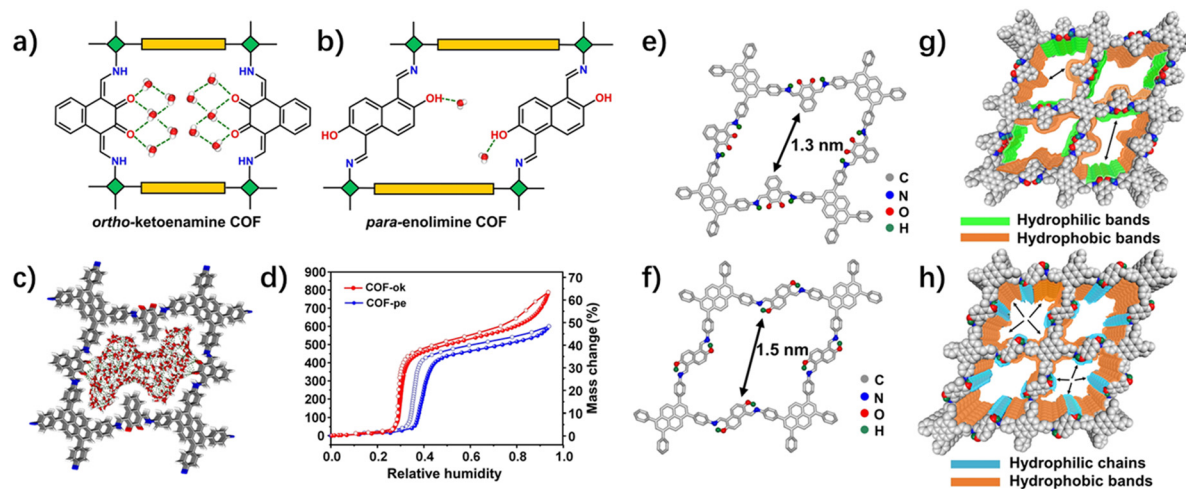 a)
NH
NH
O
O
O
O
NH
HN
ortho-ketoenamine COF
b)
N
N
OH
OH
HO
HO
N
N
para-enolimine COF
c)
d)
900
800
700
600
500
400
300
200
100
0
COF-ok
COF-pe
70
60
50
40
30
20
10
0
Mass change (%)
0.0 0.2 0.4 0.6 0.8 1.0
Relative humidity
e)
1.3 nm
C
N
O
H
f)
1.5 nm
C
N
O
H
g)
Hydrophilic bands
Hydrophobic bands
h)
Hydrophilic chains
Hydrophobic bands